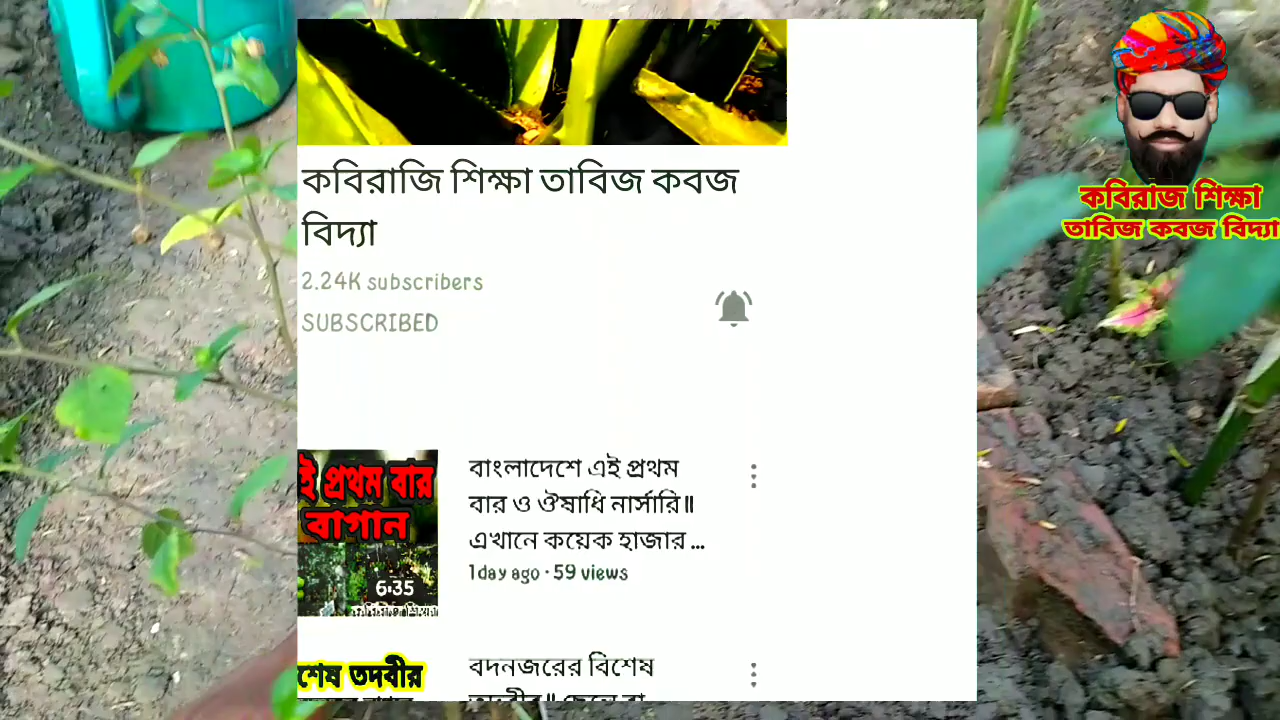 কবিরাজি শিক্ষা তাবিজ কবজ
বিদ্যা
2.24K subscribers
SUBSCRIBED
কবিরাজ শিক্ষা
তাবিজ কবজ বিদ্যা
ই প্রথম বার
বাগান
6:35
বাংলাদেশে এই প্রথম
বার ও ঔষাধি নার্সারি॥
এখানে কয়েক হাজার ...
1 day ago · 59 views
শেষ তদবীর
বদনজরের বিশেষ